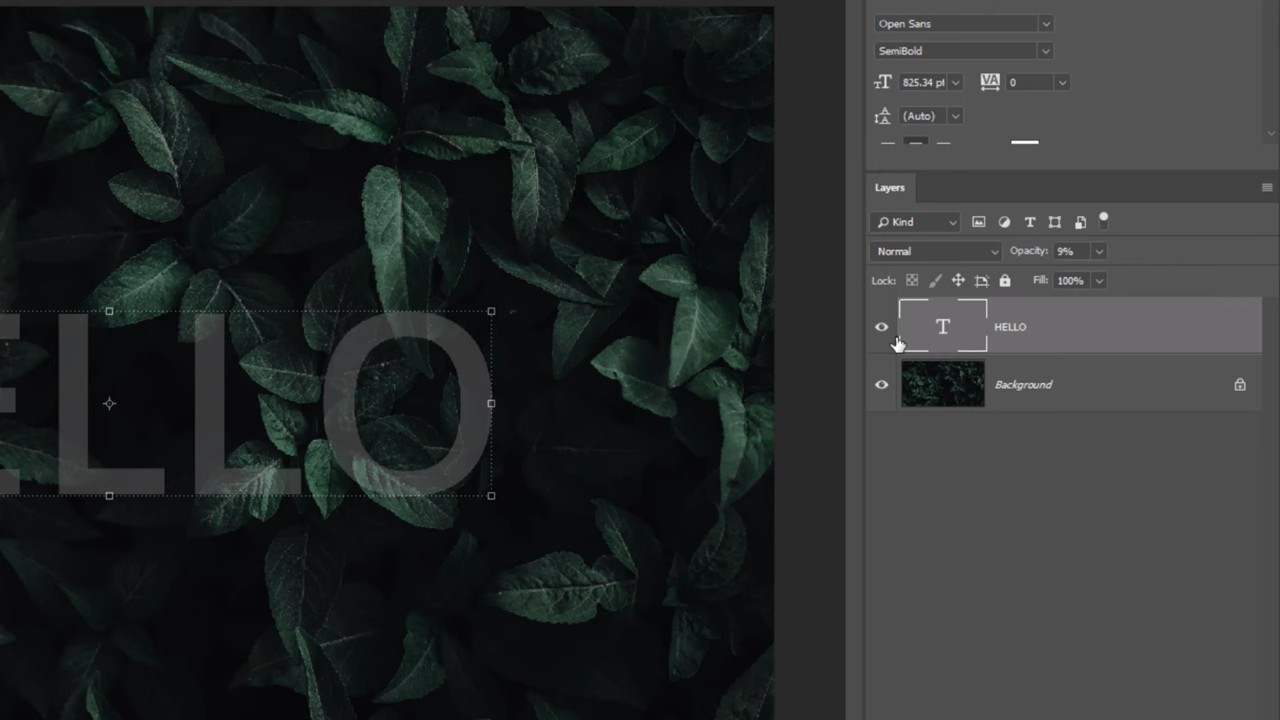 Open Sans
SemiBold
825.34 pt
VA 0
(Auto)
Layers
Kind
Normal Opacity: 9%
Lock: Fill: 100%
T HELLO
Background
ELLO